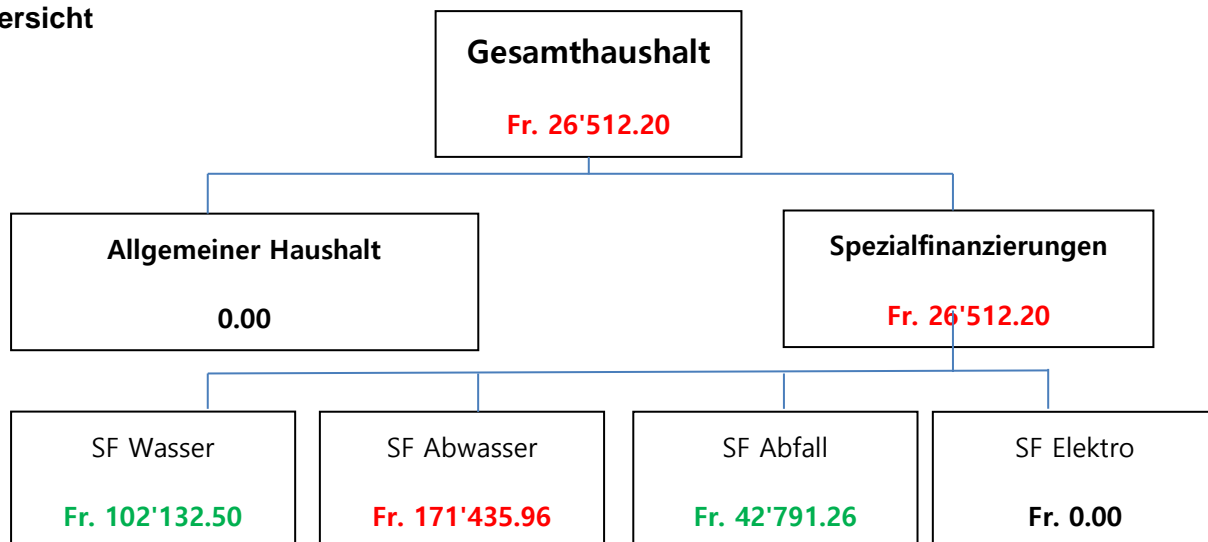 ersicht
Gesamthaushalt
Fr. 26'512.20
Allgemeiner Haushalt
0.00
Spezialfinanzierungen
Fr. 26'512.20
SF Wasser
Fr. 102'132.50
SF Abwasser
Fr. 171'435.96
SF Abfall
Fr. 42'791.26
SF Elektro
Fr. 0.00